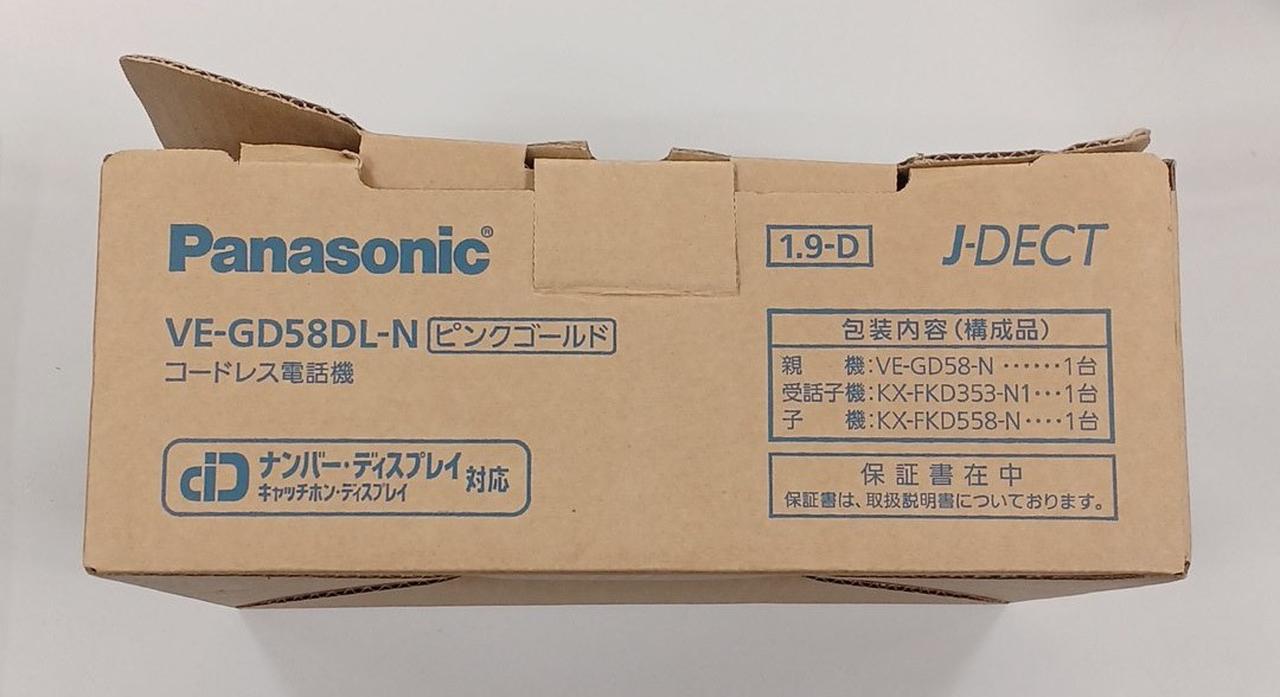 Panasonic®
VE-GD58DL-N ピンクゴールド
コードレス電話機
ナンバー・ディスプレイ
キャッチホン・ディスプレイ
対応
1.9-D
J-DECT
包装内容(構成品)
親 機:VE-GD58-N ・・・・・・1台
受話子機:KX-FKD353-N1・・・1台
子 機:KX-FKD558-N・・・・1台
保証書在中
保証書は、取扱説明書についております。